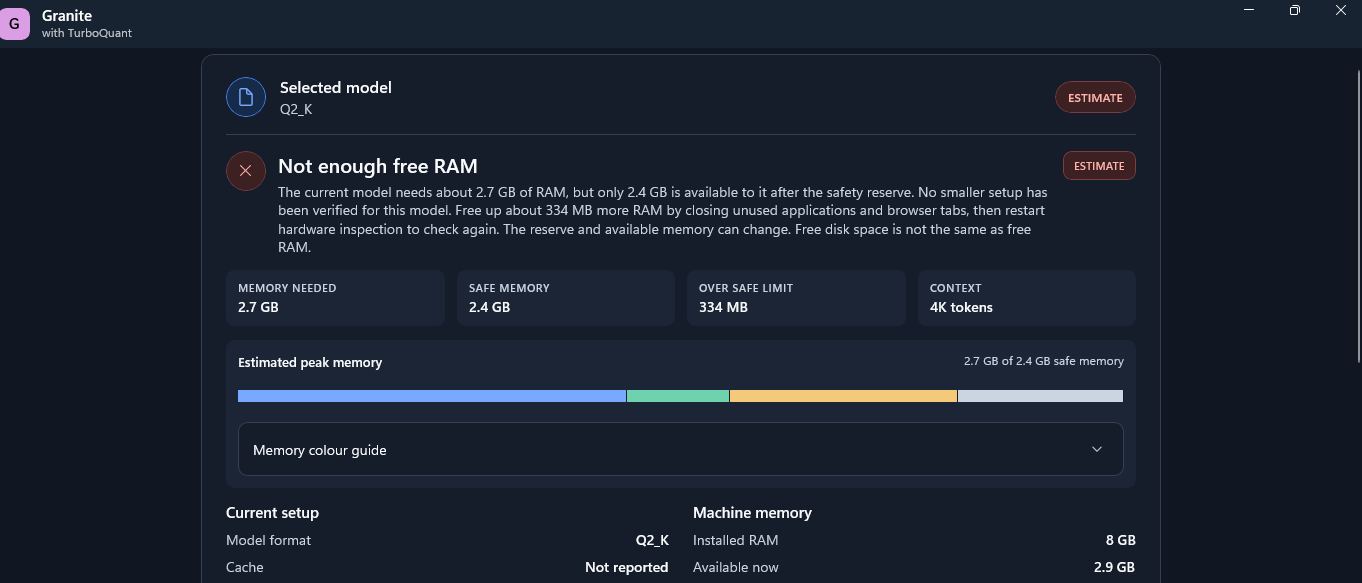 G
Granite
with TurboQuant
Selected model
Q2_K
ESTIMATE
Not enough free RAM
ESTIMATE
The current model needs about 2.7 GB of RAM, but only 2.4 GB is available to it after the safety reserve. No smaller setup has
been verified for this model. Free up about 334 MB more RAM by closing unused applications and browser tabs, then restart
hardware inspection to check again. The reserve and available memory can change. Free disk space is not the same as free
RAM.
MEMORY NEEDED
2.7 GB
SAFE MEMORY
2.4 GB
OVER SAFE LIMIT
334 MB
CONTEXT
4K tokens
Estimated peak memory
2.7 GB of 2.4 GB safe memory
Memory colour guide
Current setup
Model format Q2_K
Cache Not reported
Machine memory
Installed RAM 8 GB
Available now 2.9 GB